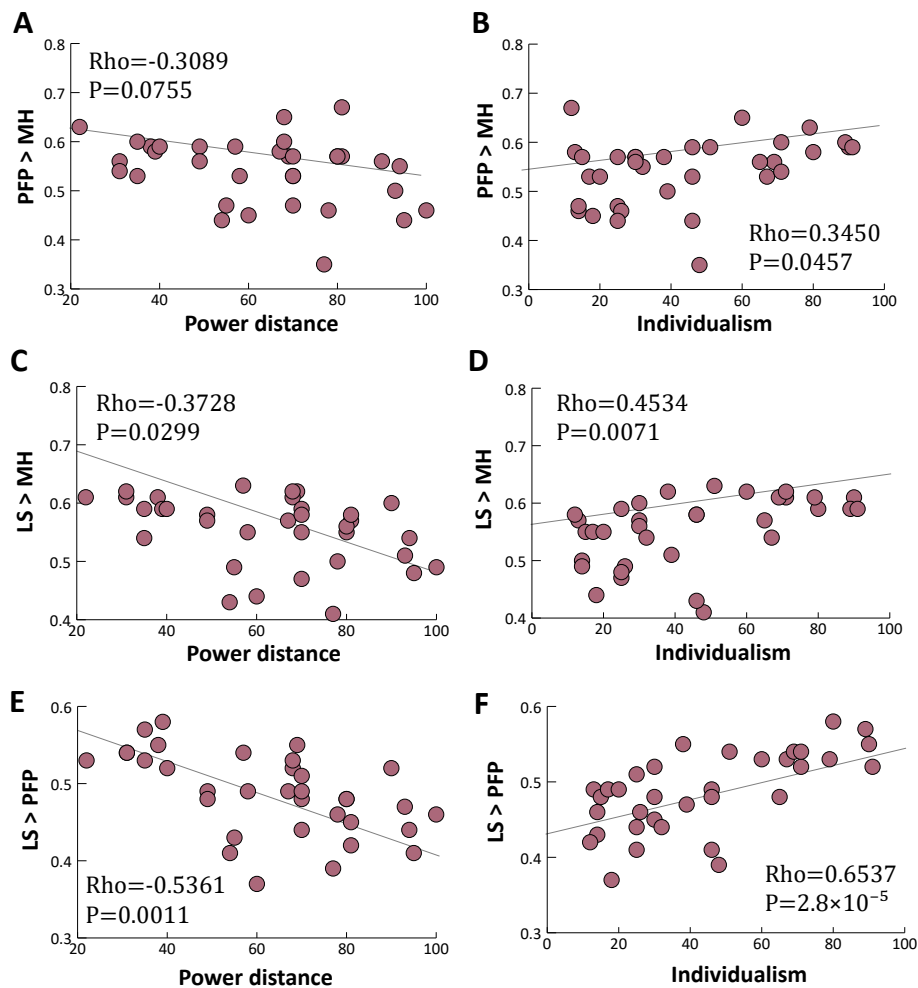 A
Rho=-0.3089
P=0.0755
PFP > MH
0.8
0.7
0.6
0.5
0.4
0.3
20
40
60
80
100
Power distance
B
Rho=0.3450
P=0.0457
PFP > MH
0.8
0.7
0.6
0.5
0.4
0.3
0
20
40
60
80
100
Individualism
C
Rho=-0.3728
P=0.0299
LS > MH
0.8
0.7
0.6
0.5
0.4
20
40
60
80
100
Power distance
D
Rho=0.4534
P=0.0071
LS > MH
0.8
0.7
0.6
0.5
0.4
0
20
40
60
80
100
Individualism
E
Rho=-0.5361
P=0.0011
LS > PFP
0.6
0.5
0.4
0.3
20
40
60
80
100
Power distance
F
Rho=0.6537
P=2.8×10⁻⁵
LS > PFP
0.6
0.5
0.4
0.3
0
20
40
60
80
100
Individualism